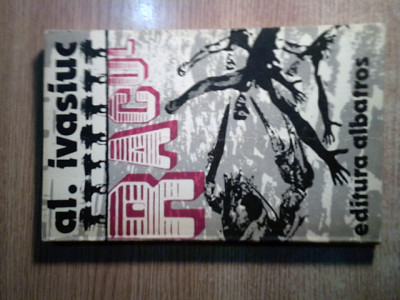 al. ivasiuc
RACUL
editura albatros